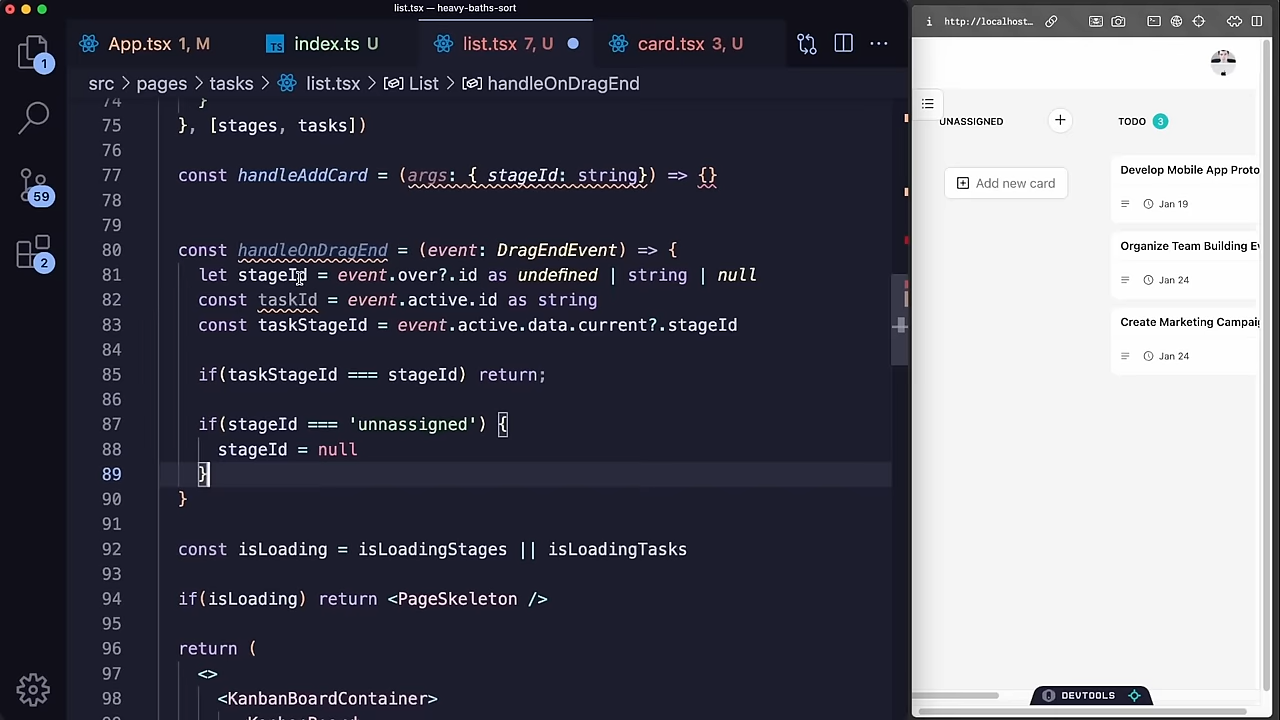 list.tsx — heavy-baths-sort
App.tsx 1, M
TS index.ts U
list.tsx 7, U
card.tsx 3, U
src > pages > tasks > list.tsx > List > handleOnDragEnd
74 }
75 }, [stages, tasks])
76
77 const handleAddCard = (args: { stageId: string}) => {}
78
79
80 const handleOnDragEnd = (event: DragEndEvent) => {
81 let stageId = event.over?.id as undefined | string | null
82 const taskId = event.active.id as string
83 const taskStageId = event.active.data.current?.stageId
84
85 if(taskStageId === stageId) return;
86
87 if(stageId === 'unnassigned') {
88 stageId = null
89 }
90 }
91
92 const isLoading = isLoadingStages || isLoadingTasks
93
94 if(isLoading) return <PageSkeleton />
95
96 return (
97 <>
98 <KanbanBoardContainer>
1
59
2
http://localhost…
UNASSIGNED
Add new card
TODO 3
Develop Mobile App Proto
Jan 19
Organize Team Building Ev
Jan 24
Create Marketing Campaig
Jan 24
DEVTOOLS